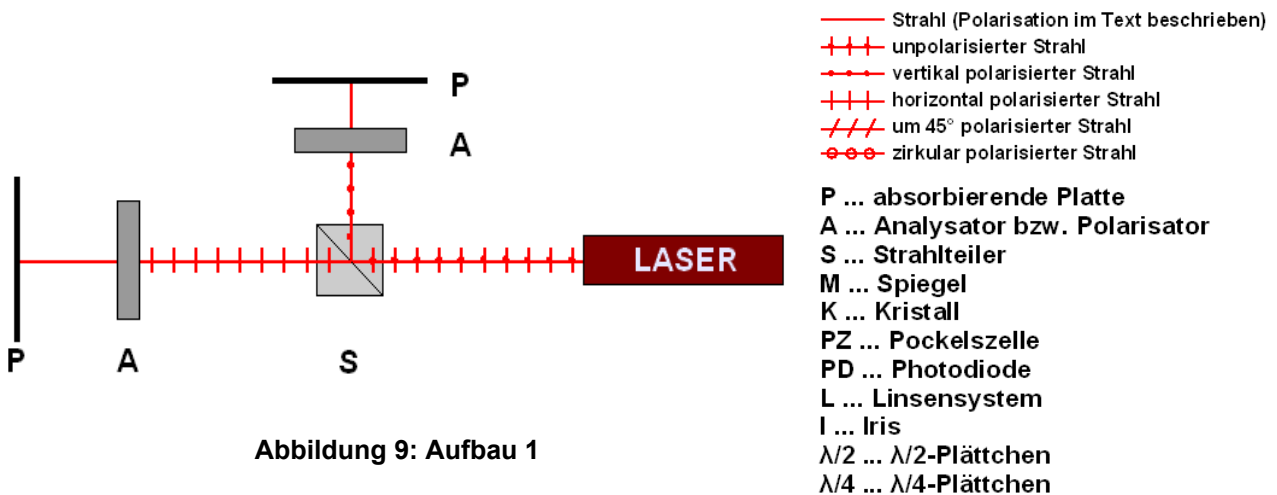 P
A
P
A
S
LASER
Abbildung 9: Aufbau 1
Strahl (Polarisation im Text beschrieben)
unpolarisierter Strahl
vertikal polarisierter Strahl
horizontal polarisierter Strahl
um 45° polarisierter Strahl
zirkular polarisierter Strahl
P ... absorbierende Platte
A ... Analysator bzw. Polarisator
S ... Strahlteiler
M ... Spiegel
K ... Kristall
PZ ... Pockelszelle
PD ... Photodiode
L ... Linsensystem
I ... Iris
λ/2 ... λ/2-Plättchen
λ/4 ... λ/4-Plättchen